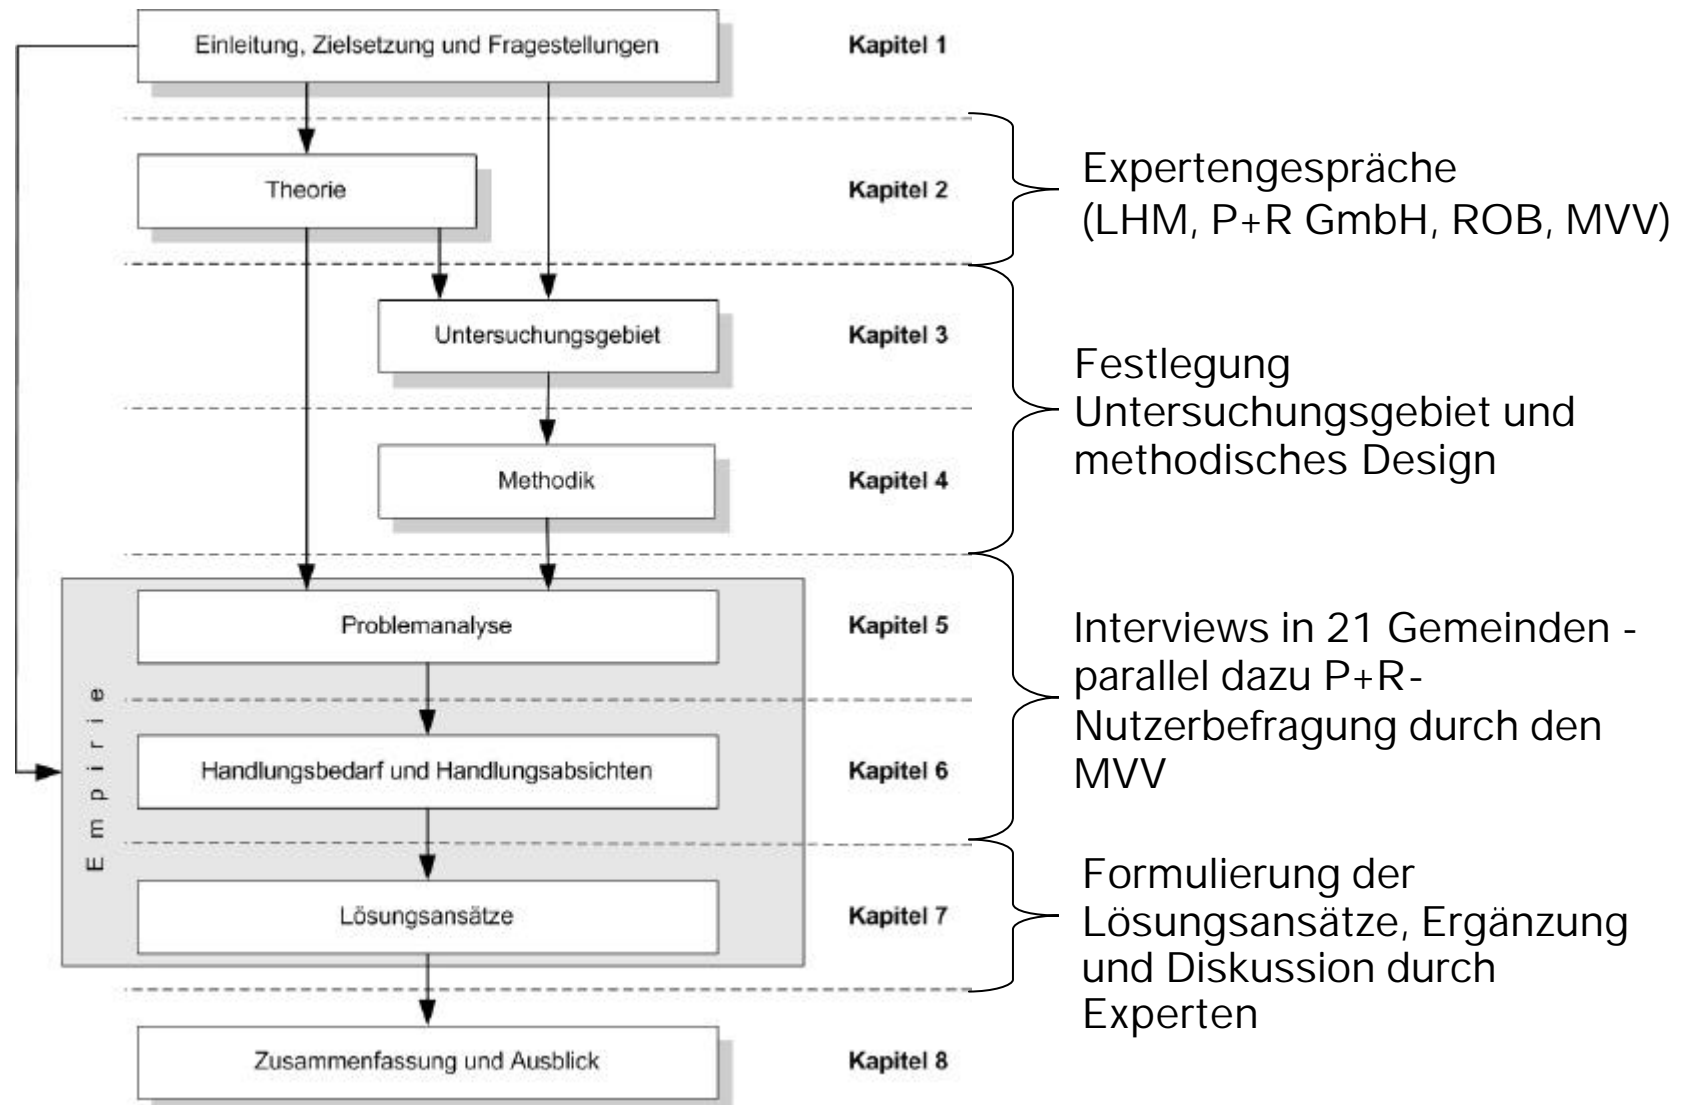 Einleitung, Zielsetzung und Fragestellungen
Kapitel 1
Theorie
Kapitel 2
Expertengespräche
(LHM, P+R GmbH, ROB, MVV)
Untersuchungsgebiet
Kapitel 3
Methodik
Kapitel 4
Festlegung
Untersuchungsgebiet und
methodisches Design
Empirie
Problemanalyse
Kapitel 5
Handlungsbedarf und Handlungsabsichten
Kapitel 6
Interviews in 21 Gemeinden -
parallel dazu P+R-
Nutzerbefragung durch den
MVV
Lösungsansätze
Kapitel 7
Formulierung der
Lösungsansätze, Ergänzung
und Diskussion durch
Experten
Zusammenfassung und Ausblick
Kapitel 8